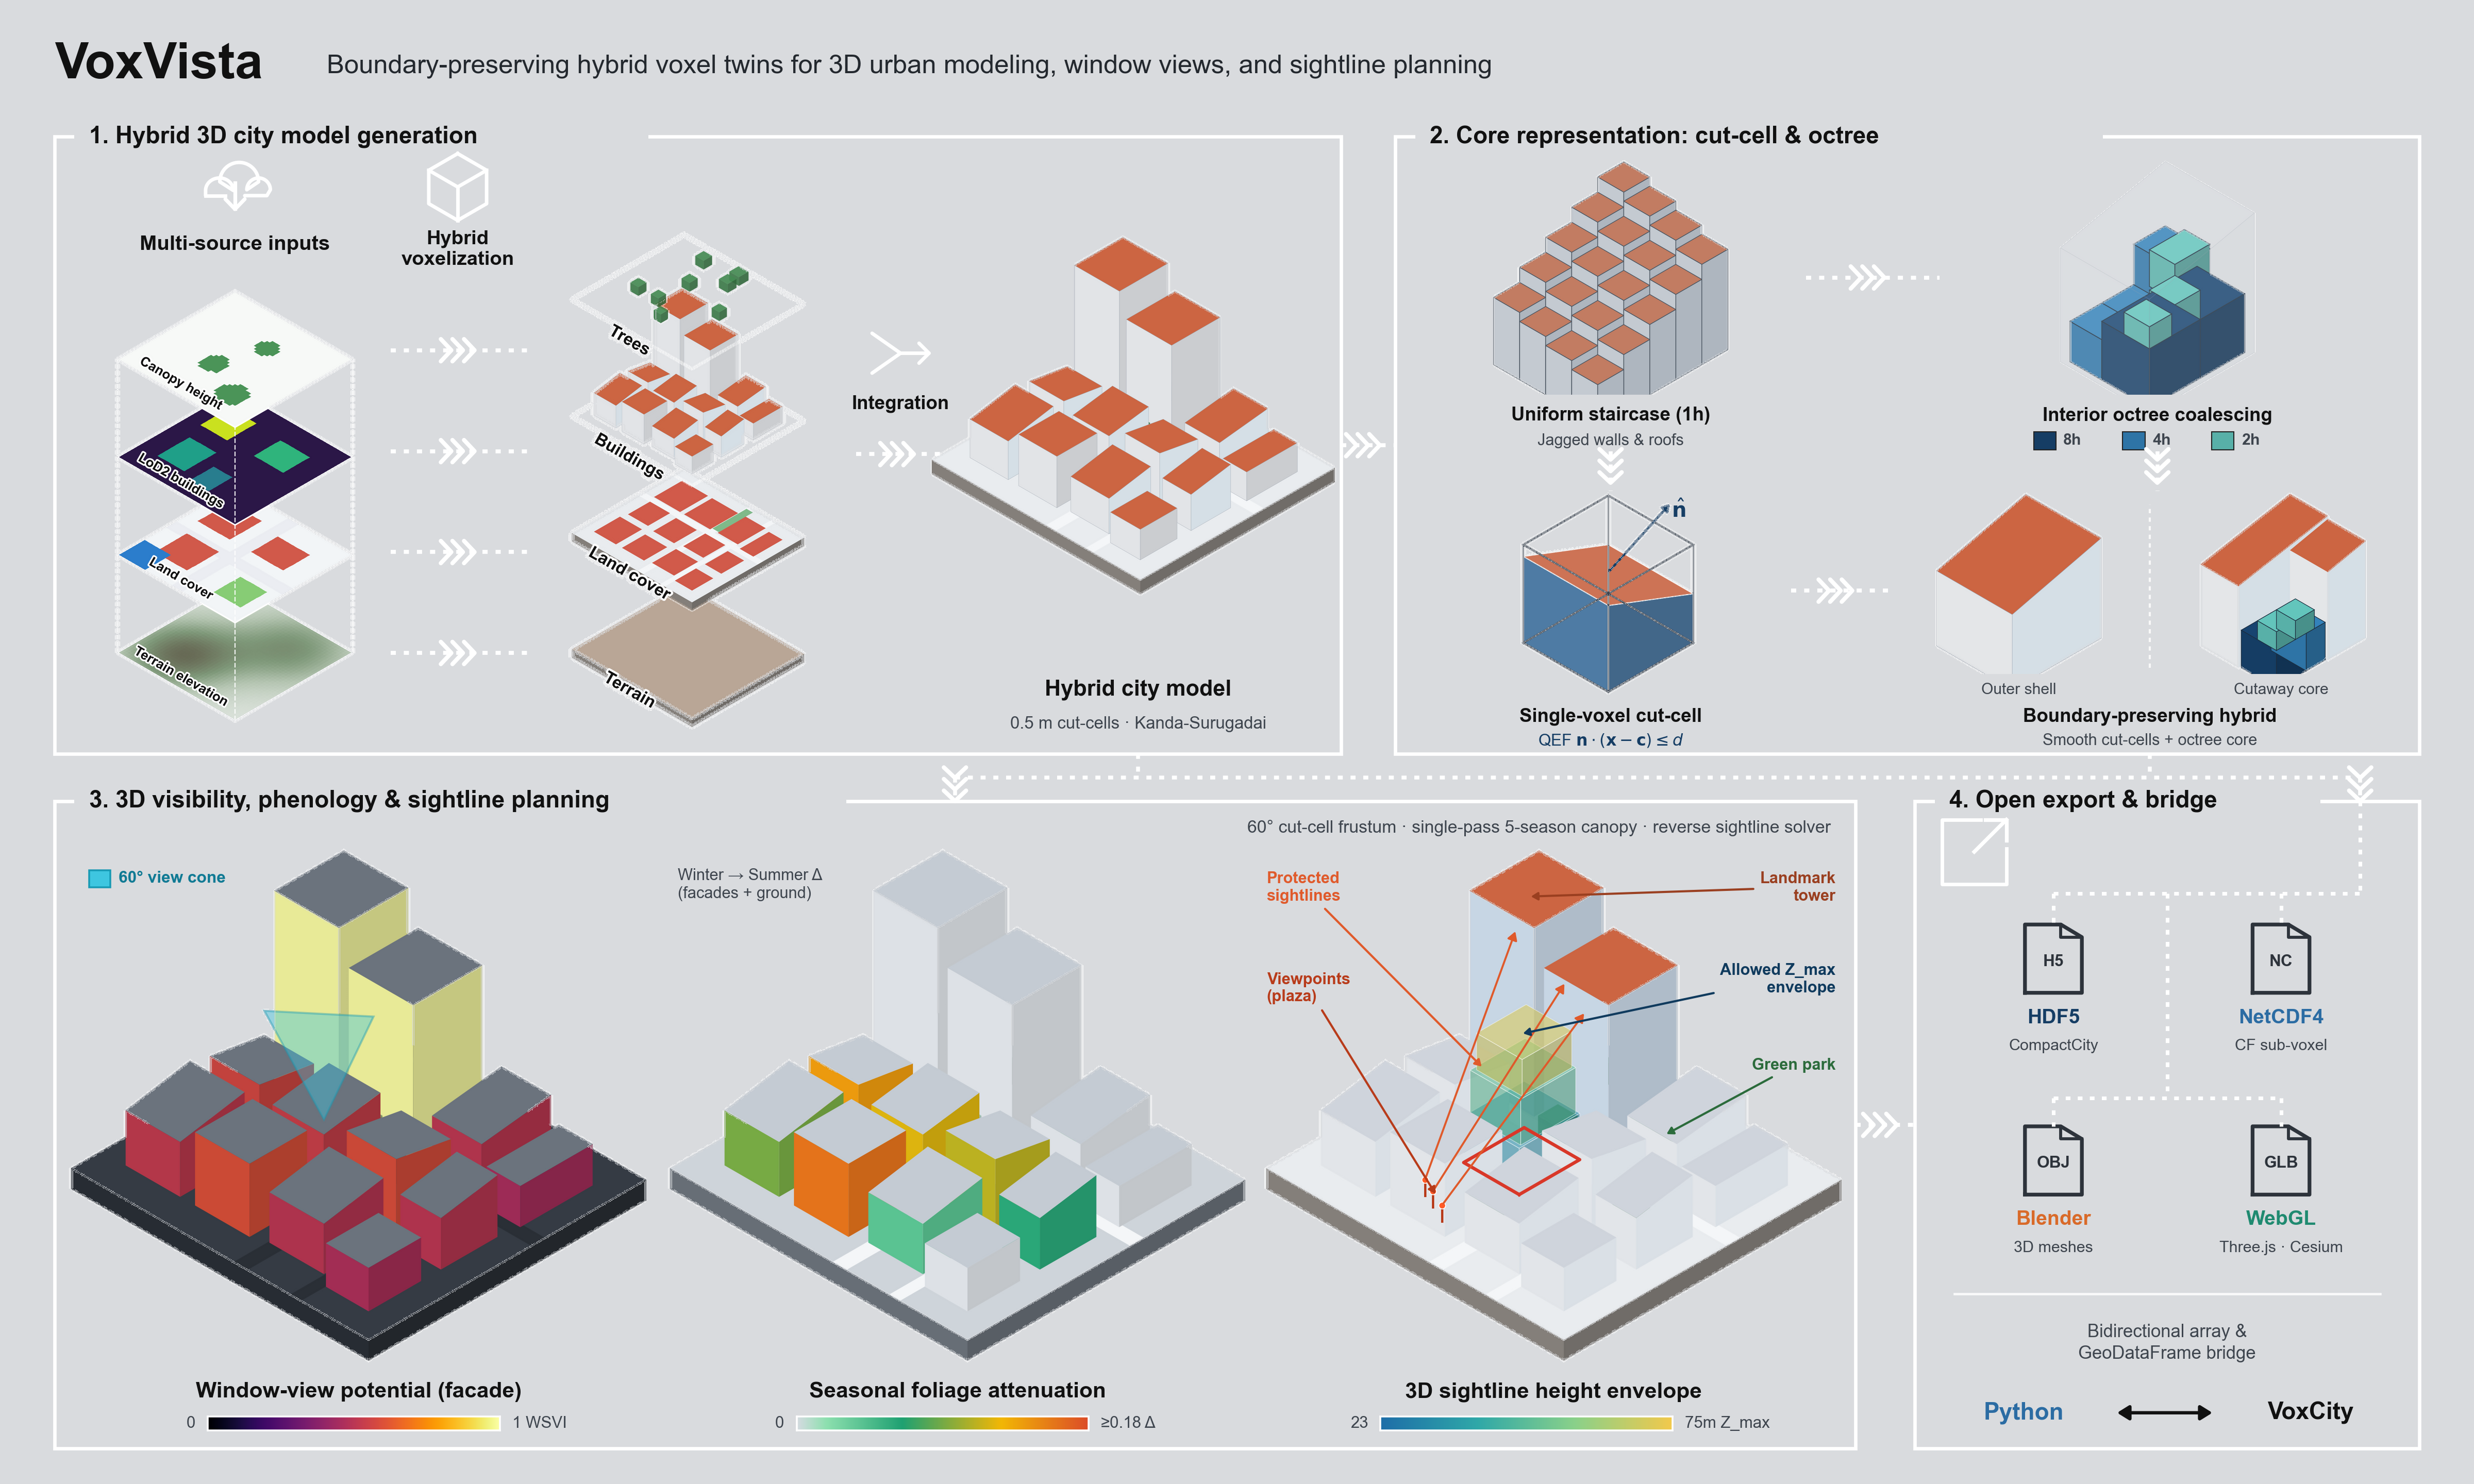 VoxVista
Boundary-preserving hybrid voxel twins for 3D urban modeling, window views, and sightline planning
1. Hybrid 3D city model generation
Multi-source inputs
Hybrid
voxelization
Canopy height
LoD2 buildings
Land cover
Terrain elevation
Trees
Buildings
Land cover
Terrain
Integration
Hybrid city model
0.5 m cut-cells · Kanda-Surugadai
2. Core representation: cut-cell & octree
Uniform staircase (1h)
Jagged walls & roofs
Interior octree coalescing
8h
4h
2h
n̂
Single-voxel cut-cell
QEF n · (x − c) ≤ d
Outer shell
Cutaway core
Boundary-preserving hybrid
Smooth cut-cells + octree core
3. 3D visibility, phenology & sightline planning
60° cut-cell frustum · single-pass 5-season canopy · reverse sightline solver
60° view cone
Window-view potential (facade)
0
1 WSVI
Winter → Summer Δ
(facades + ground)
Seasonal foliage attenuation
0
≥0.18 Δ
Protected
sightlines
Landmark
tower
Viewpoints
(plaza)
Allowed Z_max
envelope
Green park
3D sightline height envelope
23
75m Z_max
4. Open export & bridge
H5
HDF5
CompactCity
NC
NetCDF4
CF sub-voxel
OBJ
Blender
3D meshes
GLB
WebGL
Three.js · Cesium
Bidirectional array &
GeoDataFrame bridge
Python
VoxCity